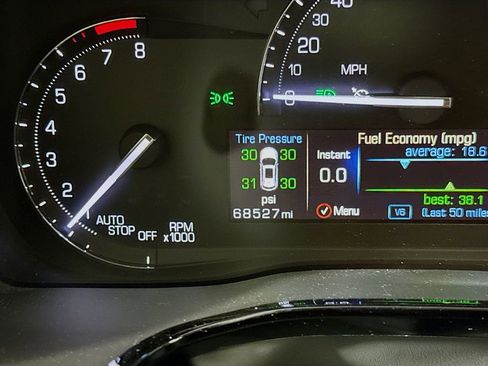 8
7
6
5
4
3
2
1
AUTO
STOP
OFF
RPM
x1000
40
20
10
0
MPH
Tire Pressure
30 30
31 30
psi
68527 mi
Fuel Economy (mpg)
average: 18.6
Instant
0.0
best: 38.1
Menu
V6
(Last 50 miles